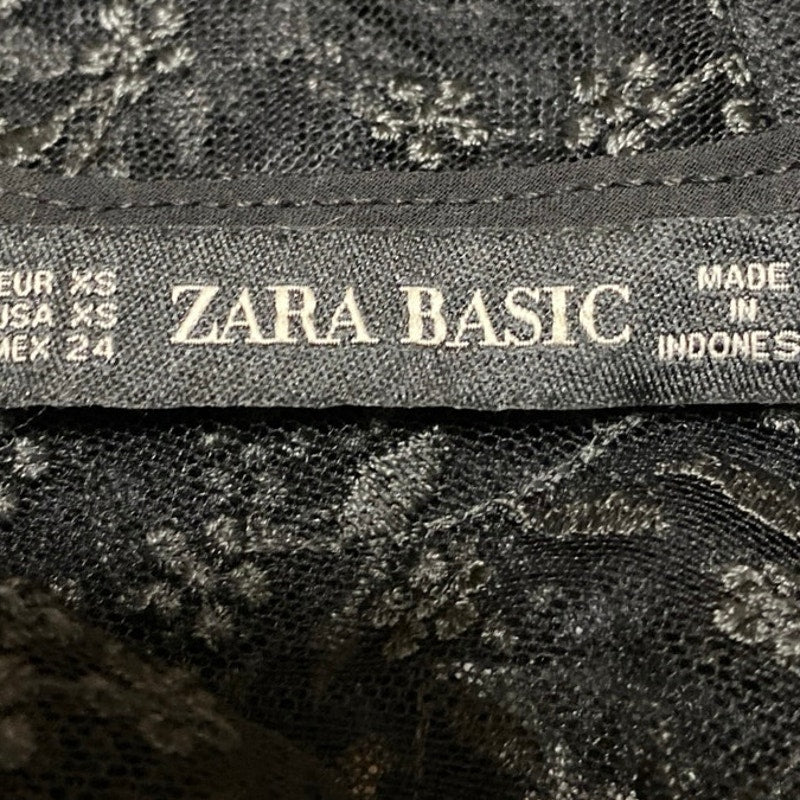 EUR XS
USA XS
MEX 24
ZARA BASIC
MADE
IN
INDONES